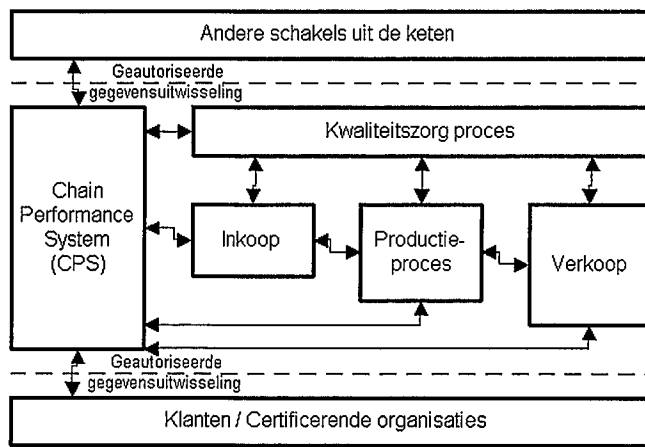 Andere schakels uit de keten
Geautoriseerde
gegevensuitwisseling
Kwaliteitszorg proces
Chain
Performance
System
(CPS)
Inkoop
Productie-
proces
Verkoop
Geautoriseerde
gegevensuitwisseling
Klanten / Certificerende organisaties